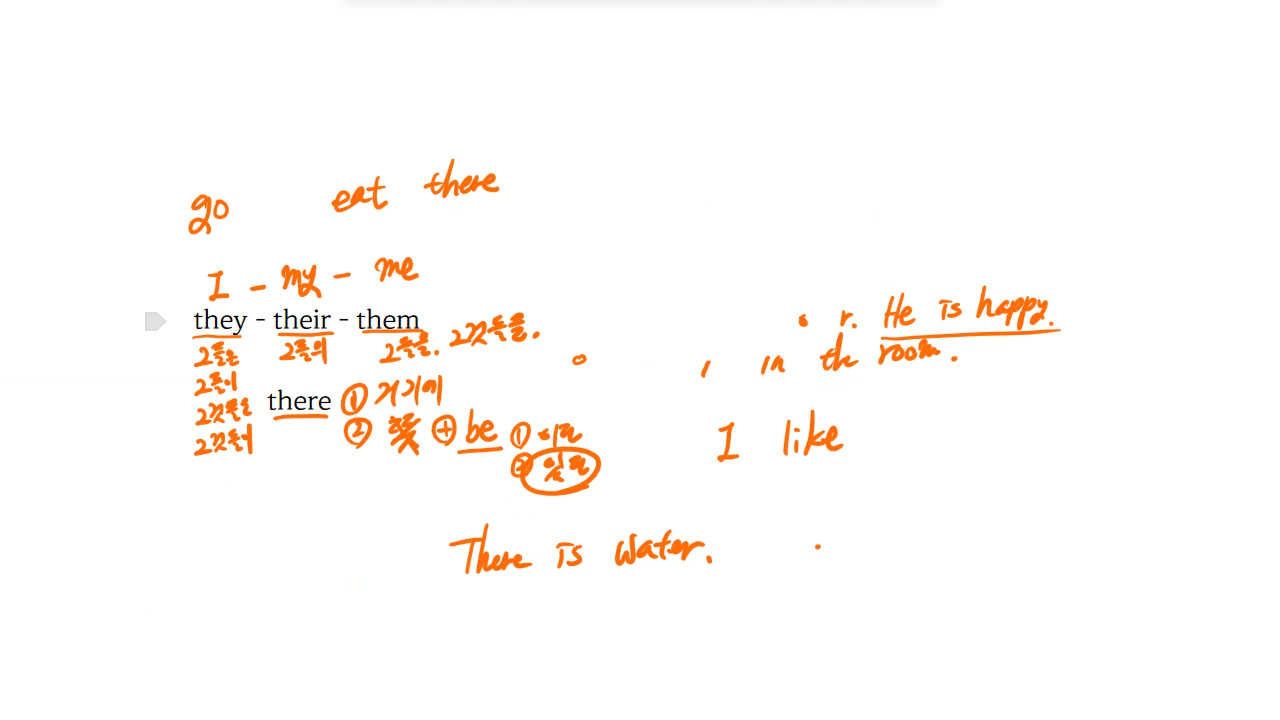 go eat there
I - my - me
they - their - them
그들은 그들의 그들을. 그것들을.
그들이
그것들은
그것들이
there ① 거기에
② + be ① 이다
② 있다
r. He is happy.
in the room.
I like
There is water.